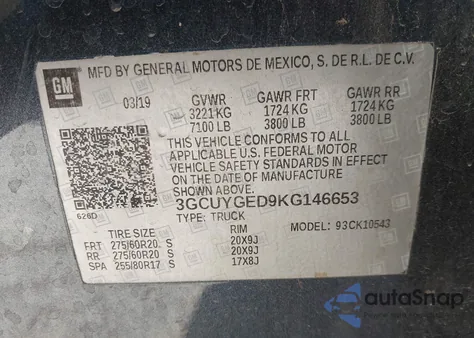 GM
MFD BY GENERAL MOTORS DE MEXICO, S. DE R.L. DE C.V.
03/19 GVWR GAWR FRT GAWR RR
3221 KG 1724 KG 1724 KG
7100 LB 3800 LB 3800 LB
THIS VEHICLE CONFORMS TO ALL
APPLICABLE U.S. FEDERAL MOTOR
VEHICLE SAFETY STANDARDS IN EFFECT
ON THE DATE OF MANUFACTURE
SHOWN ABOVE.
3GCUYGED9KG146653
626D TYPE: TRUCK MODEL: 93CK10543
TIRE SIZE RIM
FRT 275/60R20 S 20X9J
RR 275/60R20 S 20X9J
SPA 255/80R17 S 17X8J
autoSnap